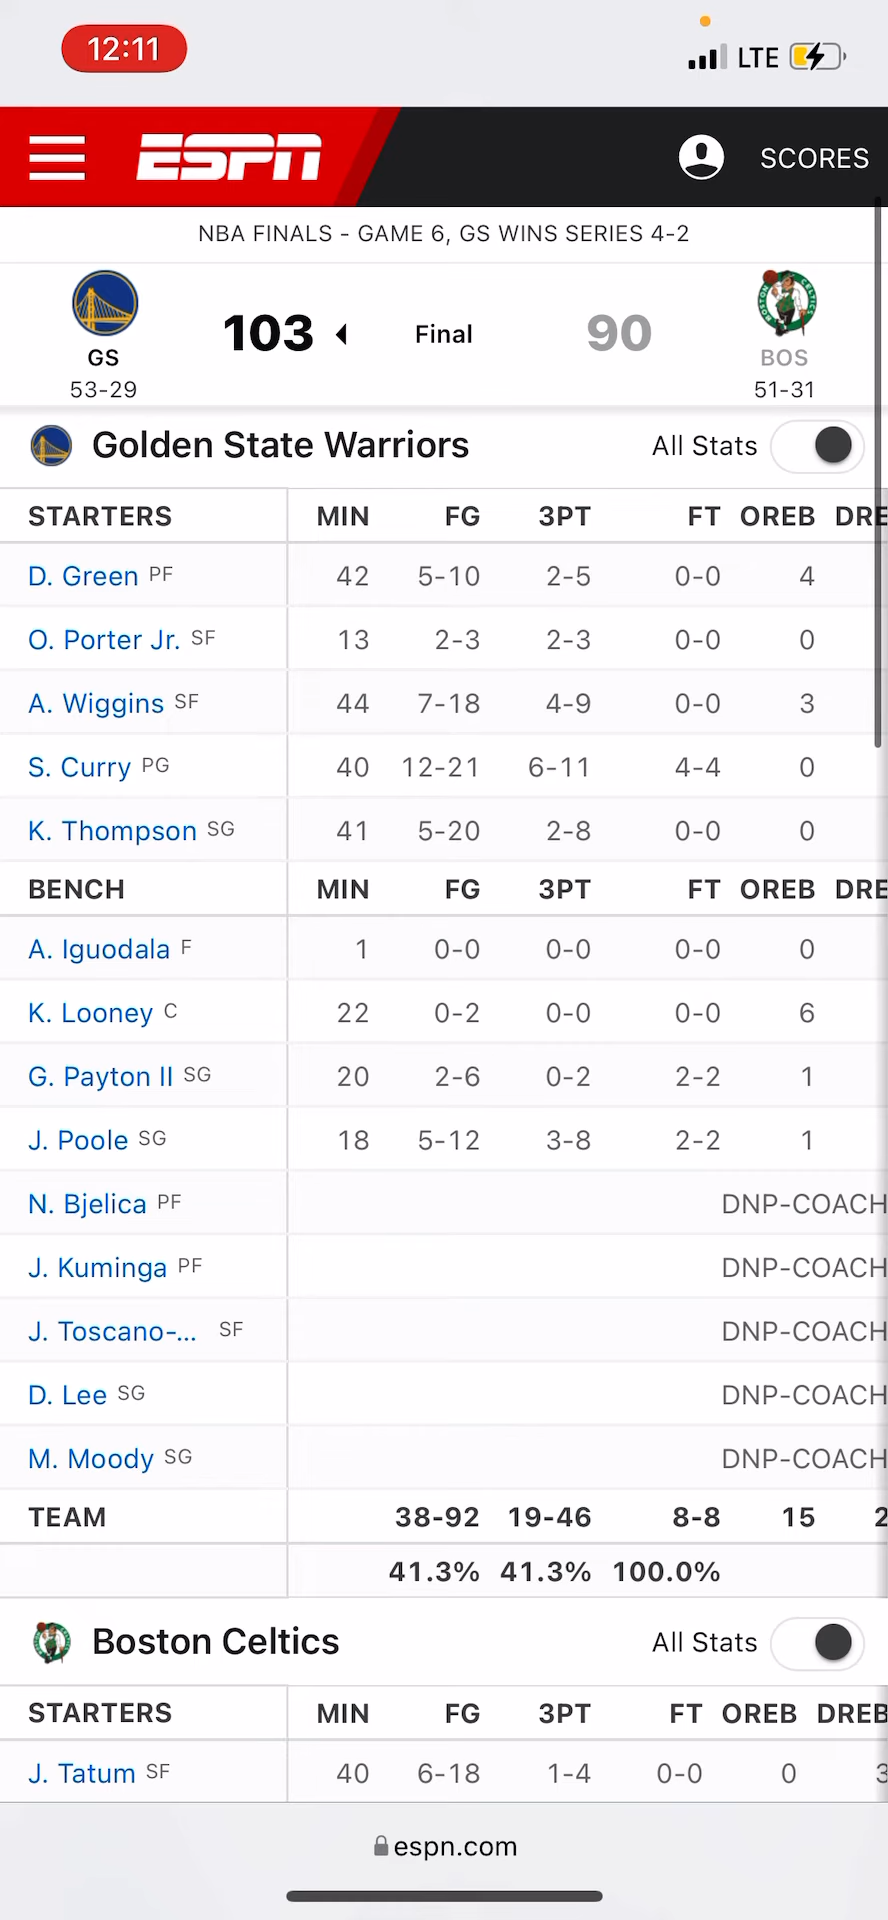 12:11 LTE
ESPN SCORES
NBA FINALS - GAME 6, GS WINS SERIES 4-2
GS 103 Final 90 BOS
53-29 51-31
Golden State Warriors All Stats
STARTERS MIN FG 3PT FT OREB DRE
D. Green PF 42 5-10 2-5 0-0 4
O. Porter Jr. SF 13 2-3 2-3 0-0 0
A. Wiggins SF 44 7-18 4-9 0-0 3
S. Curry PG 40 12-21 6-11 4-4 0
K. Thompson SG 41 5-20 2-8 0-0 0
BENCH MIN FG 3PT FT OREB DRE
A. Iguodala F 1 0-0 0-0 0-0 0
K. Looney C 22 0-2 0-0 0-0 6
G. Payton II SG 20 2-6 0-2 2-2 1
J. Poole SG 18 5-12 3-8 2-2 1
N. Bjelica PF DNP-COACH
J. Kuminga PF DNP-COACH
J. Toscano-... SF DNP-COACH
D. Lee SG DNP-COACH
M. Moody SG DNP-COACH
TEAM 38-92 19-46 8-8 15 2
41.3% 41.3% 100.0%
Boston Celtics All Stats
STARTERS MIN FG 3PT FT OREB DREB
J. Tatum SF 40 6-18 1-4 0-0 0 3
espn.com